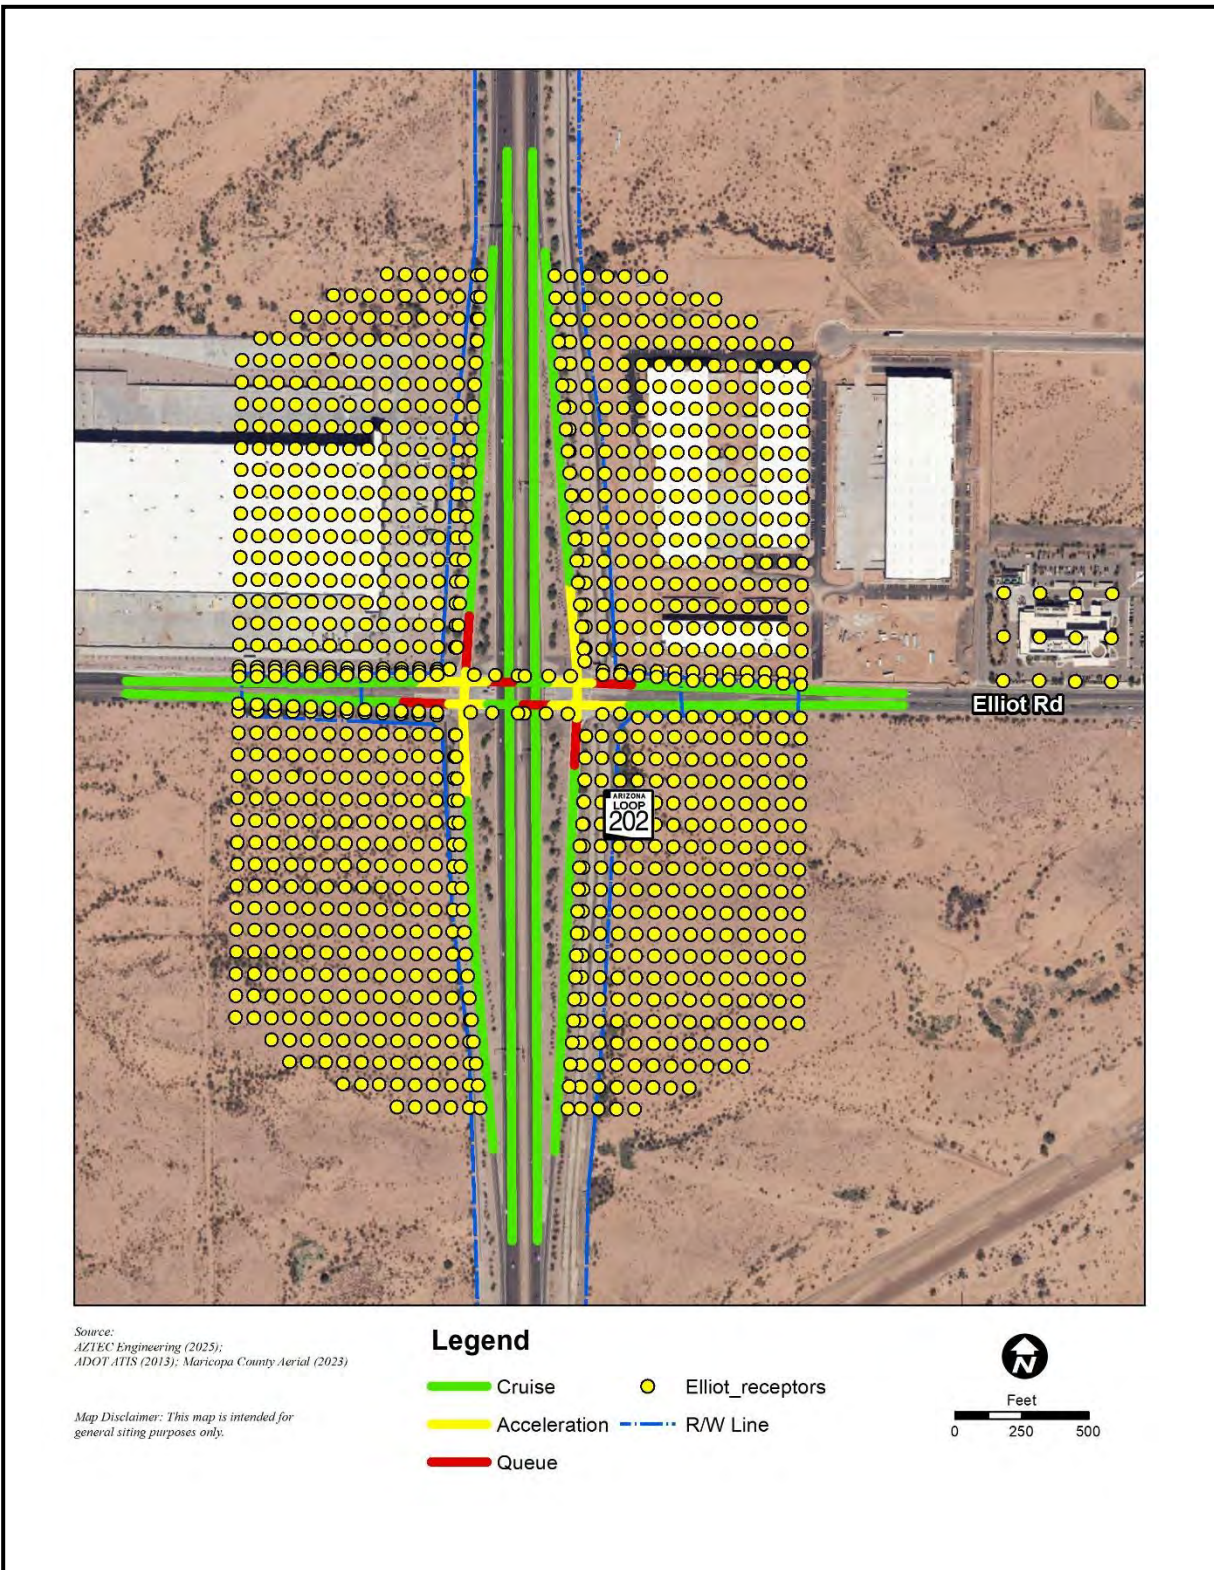 ARIZONA
LOOP
202
Elliot Rd
Source:
AZTEC Engineering (2025);
ADOT ATIS (2013); Maricopa County Aerial (2023)
Map Disclaimer: This map is intended for
general siting purposes only.
Legend
Cruise
Elliot_receptors
Acceleration
R/W Line
Queue
N
Feet
0 250 500